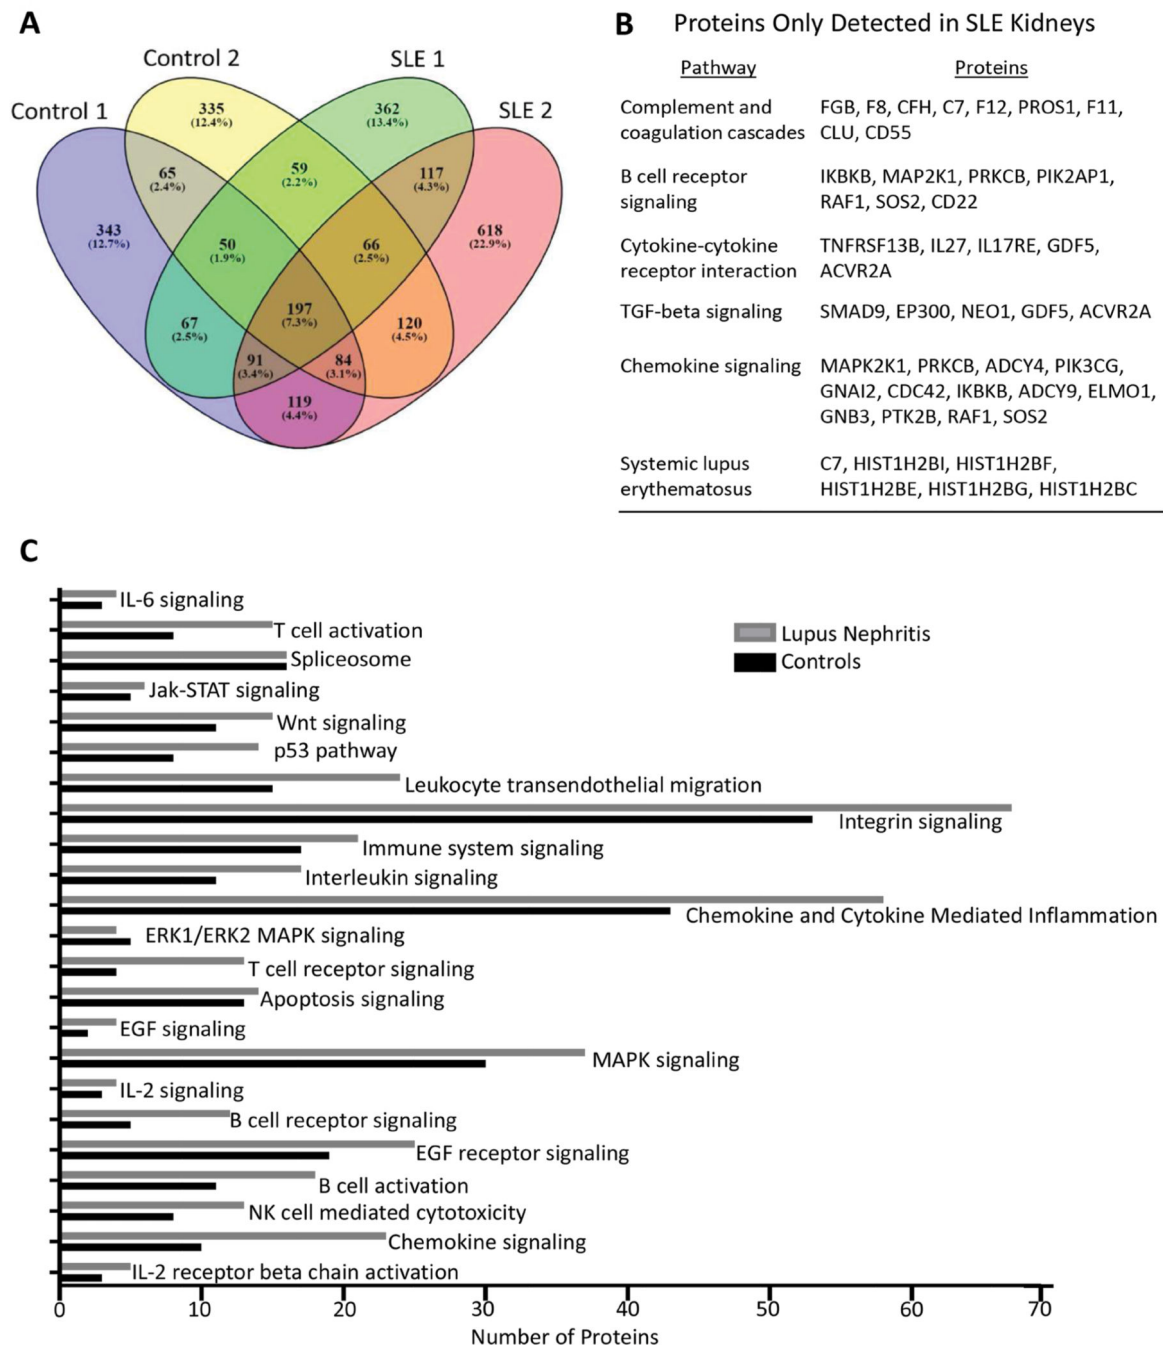 A
Control 1
Control 2
SLE 1
SLE 2
335
(12.4%)
362
(13.4%)
65
(2.4%)
59
(2.2%)
117
(4.3%)
343
(12.7%)
50
(1.9%)
66
(2.5%)
618
(22.9%)
197
(7.3%)
67
(2.5%)
120
(4.5%)
91
(3.4%)
84
(3.1%)
119
(4.4%)
B Proteins Only Detected in SLE Kidneys
Pathway Proteins
Complement and FGB, F8, CFH, C7, F12, PROS1, F11,
coagulation cascades CLU, CD55
B cell receptor IKBKB, MAP2K1, PRKCB, PIK2AP1,
signaling RAF1, SOS2, CD22
Cytokine-cytokine TNFRSF13B, IL27, IL17RE, GDF5,
receptor interaction ACVR2A
TGF-beta signaling SMAD9, EP300, NEO1, GDF5, ACVR2A
Chemokine signaling MAPK2K1, PRKCB, ADCY4, PIK3CG,
GNAI2, CDC42, IKBKB, ADCY9, ELMO1,
GNB3, PTK2B, RAF1, SOS2
Systemic lupus C7, HIST1H2BI, HIST1H2BF,
erythematosus HIST1H2BE, HIST1H2BG, HIST1H2BC
C
IL-6 signaling
T cell activation
Spliceosome
Jak-STAT signaling
Wnt signaling
p53 pathway
Leukocyte transendothelial migration
Integrin signaling
Immune system signaling
Interleukin signaling
Chemokine and Cytokine Mediated Inflammation
ERK1/ERK2 MAPK signaling
T cell receptor signaling
Apoptosis signaling
EGF signaling
MAPK signaling
IL-2 signaling
B cell receptor signaling
EGF receptor signaling
B cell activation
NK cell mediated cytotoxicity
Chemokine signaling
IL-2 receptor beta chain activation
Lupus Nephritis
Controls
0 10 20 30 40 50 60 70
Number of Proteins